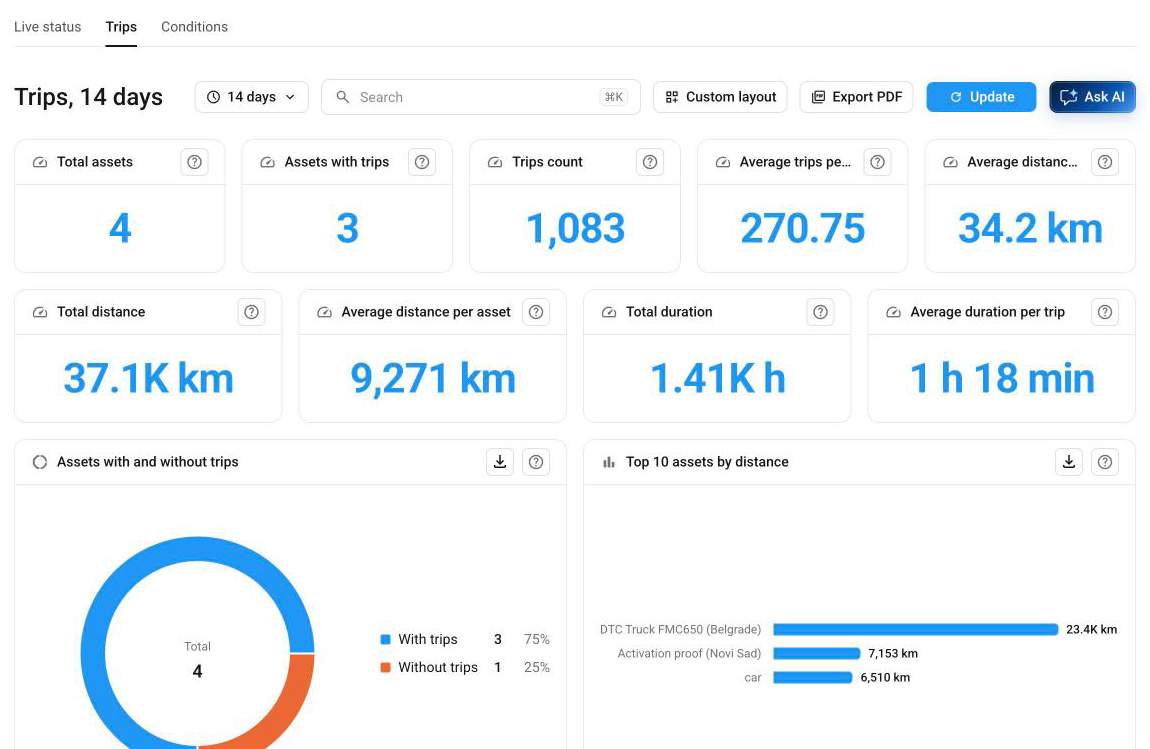 Live status Trips Conditions
Trips, 14 days 14 days Search ⌘K Custom layout Export PDF Update Ask AI
Total assets Assets with trips Trips count Average trips pe... Average distanc...
4 3 1,083 270.75 34.2 km
Total distance Average distance per asset Total duration Average duration per trip
37.1K km 9,271 km 1.41K h 1 h 18 min
Assets with and without trips Top 10 assets by distance
Total
4
With trips 3 75%
Without trips 1 25%
DTC Truck FMC650 (Belgrade) 23.4K km
Activation proof (Novi Sad) 7,153 km
car 6,510 km